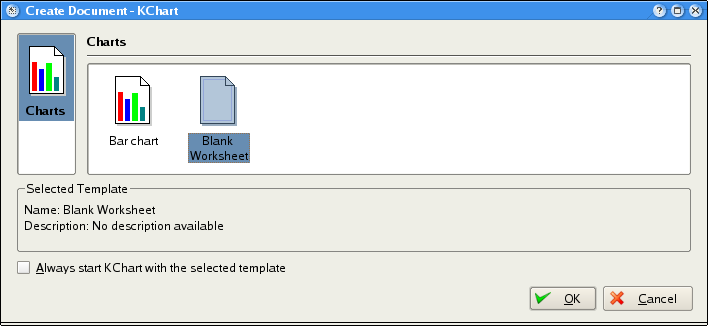 Create Document - KChart
Charts
Charts
Bar chart
Blank
Worksheet
Selected Template
Name: Blank Worksheet
Description: No description available
Always start KChart with the selected template
OK
Cancel